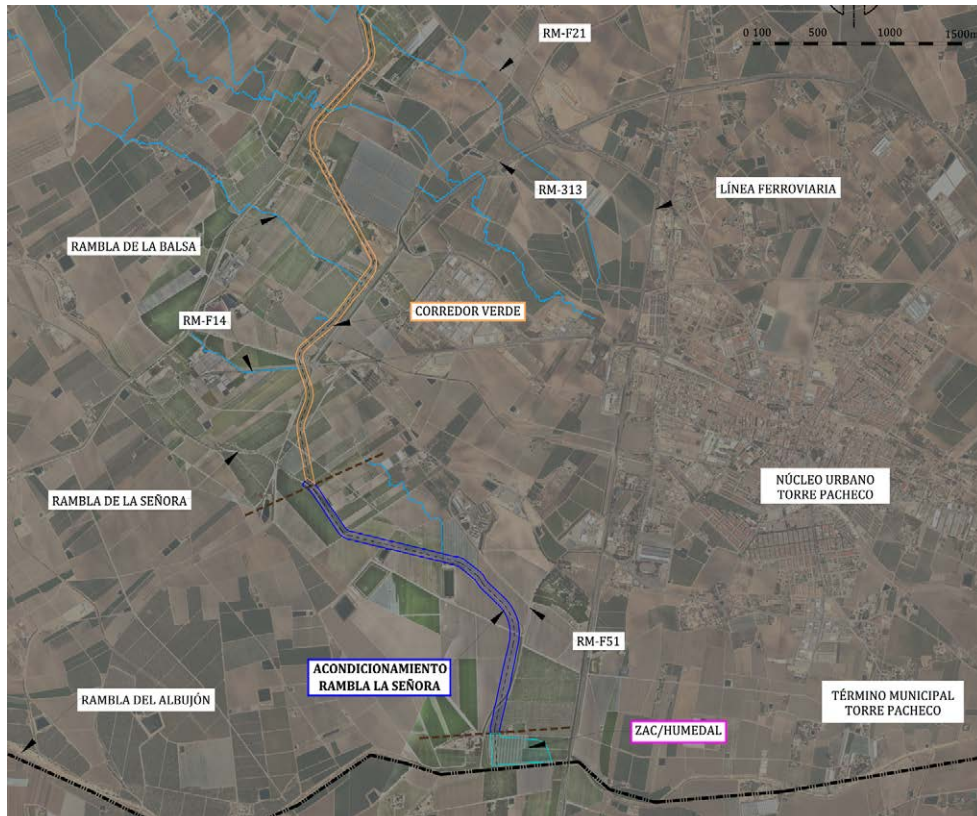 RM-F21
0 100 500 1000 1500m
RM-313
LÍNEA FERROVIARIA
RAMBLA DE LA BALSA
CORREDOR VERDE
RM-F14
RAMBLA DE LA SEÑORA
NÚCLEO URBANO
TORRE PACHECO
RM-F51
ACONDICIONAMIENTO
RAMBLA LA SEÑORA
RAMBLA DEL ALBUJÓN
TÉRMINO MUNICIPAL
TORRE PACHECO
ZAC/HUMEDAL